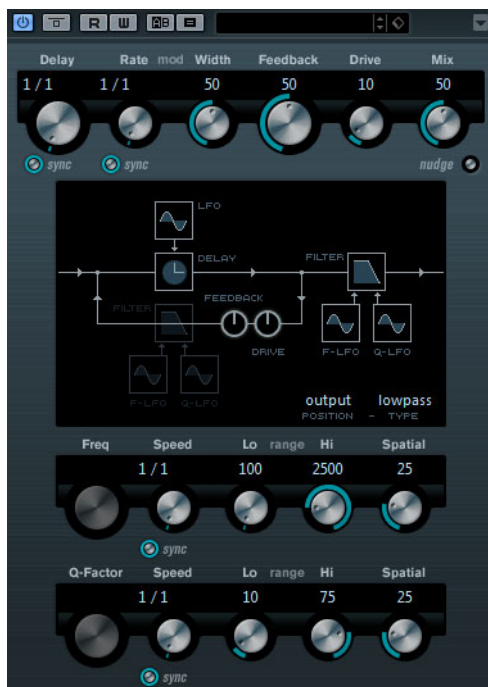 R W AB
Delay Rate mod Width Feedback Drive Mix
1 / 1 1 / 1 50 50 10 50
sync sync nudge
LFO
DELAY FILTER
FILTER FEEDBACK
DRIVE F-LFO Q-LFO
F-LFO Q-LFO
output lowpass
POSITION - TYPE
Freq Speed Lo range Hi Spatial
1 / 1 100 2500 25
sync
Q-Factor Speed Lo range Hi Spatial
1 / 1 10 75 25
sync